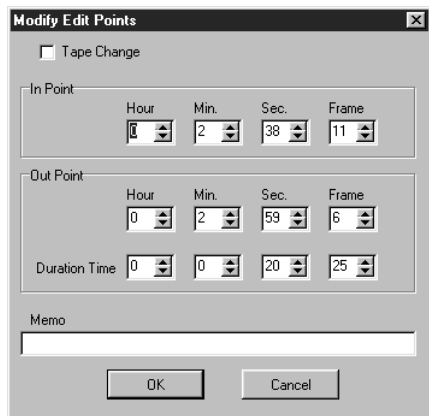 Modify Edit Points
Tape Change
In Point
Hour Min. Sec. Frame
0 2 38 11
Out Point
Hour Min. Sec. Frame
0 2 59 6
Duration Time 0 0 20 25
Memo
OK Cancel